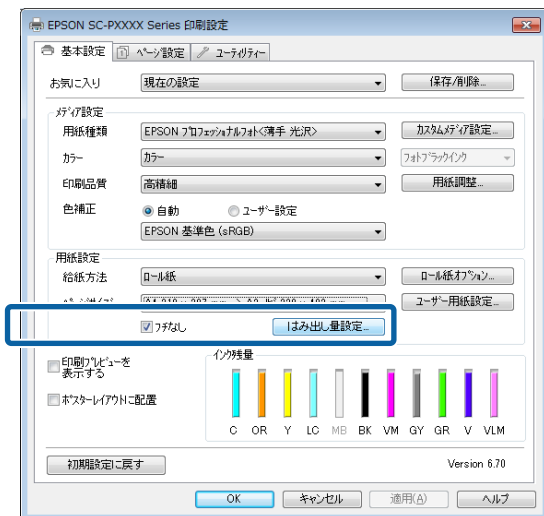 EPSON SC-PXXXX Series 印刷設定
基本設定 ページ設定 ユーティリティー
お気に入り 現在の設定 保存/削除...
メディア設定
用紙種類 EPSON プロフェッショナルフォト<薄手 光沢> カスタムメディア設定...
カラー カラー フォトブラックインク
印刷品質 高精細 用紙調整...
色補正 自動 ユーザー設定
EPSON 基準色 (sRGB)
用紙設定
給紙方法 ロール紙 ロール紙オプション...
ユーザー用紙設定...
フチなし はみ出し量設定...
印刷プレビューを
表示する
ポスターレイアウトに配置
インク残量
C OR Y LC MB BK VM GY GR V VLM
初期設定に戻す Version 6.70
OK キャンセル 適用(A) ヘルプ